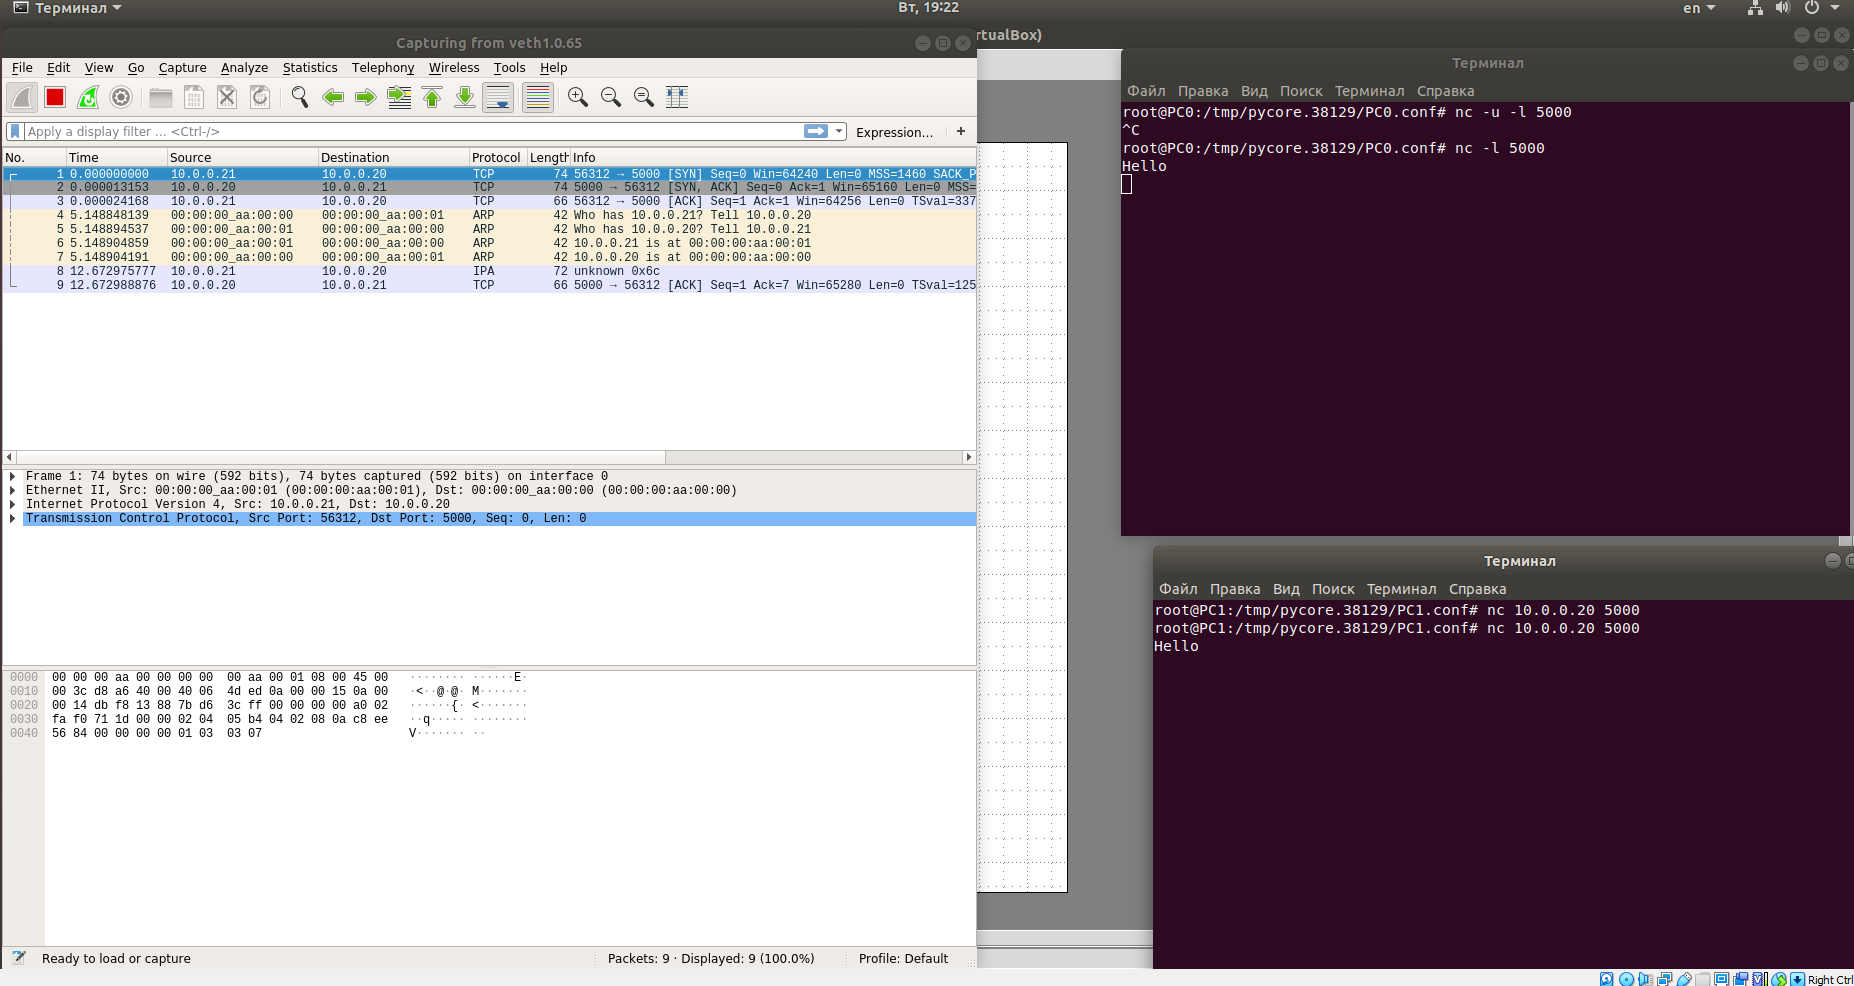 Терминал
Вт, 19:22
en
Capturing from veth1.0.65
rtualBox)
File Edit View Go Capture Analyze Statistics Telephony Wireless Tools Help
Apply a display filter ... <Ctrl-/>
Expression... +
No. Time Source Destination Protocol Length Info
1 0.000000000 10.0.0.21 10.0.0.20 TCP 74 56312 → 5000 [SYN] Seq=0 Win=64240 Len=0 MSS=1460 SACK_P
2 0.000013153 10.0.0.20 10.0.0.21 TCP 74 5000 → 56312 [SYN, ACK] Seq=0 Ack=1 Win=65160 Len=0 MSS=
3 0.000024168 10.0.0.21 10.0.0.20 TCP 66 56312 → 5000 [ACK] Seq=1 Ack=1 Win=64256 Len=0 TSval=337
4 5.148848139 00:00:00_aa:00:00 00:00:00_aa:00:01 ARP 42 Who has 10.0.0.21? Tell 10.0.0.20
5 5.148894537 00:00:00_aa:00:01 00:00:00_aa:00:00 ARP 42 Who has 10.0.0.20? Tell 10.0.0.21
6 5.148904859 00:00:00_aa:00:01 00:00:00_aa:00:00 ARP 42 10.0.0.21 is at 00:00:00:aa:00:01
7 5.148904191 00:00:00_aa:00:00 00:00:00_aa:00:01 ARP 42 10.0.0.20 is at 00:00:00:aa:00:00
8 12.672975777 10.0.0.21 10.0.0.20 IPA 72 unknown 0x6c
9 12.672988876 10.0.0.20 10.0.0.21 TCP 66 5000 → 56312 [ACK] Seq=1 Ack=7 Win=65280 Len=0 TSval=125
Frame 1: 74 bytes on wire (592 bits), 74 bytes captured (592 bits) on interface 0
Ethernet II, Src: 00:00:00_aa:00:01 (00:00:00:aa:00:01), Dst: 00:00:00_aa:00:00 (00:00:00:aa:00:00)
Internet Protocol Version 4, Src: 10.0.0.21, Dst: 10.0.0.20
Transmission Control Protocol, Src Port: 56312, Dst Port: 5000, Seq: 0, Len: 0
0000 00 00 00 aa 00 00 00 00 00 aa 00 01 08 00 45 00 ········ ······E·
0010 00 3c d8 a6 40 00 40 06 4d ed 0a 00 00 15 0a 00 ·<··@·@· M·······
0020 00 14 db f8 13 88 7b d6 3c ff 00 00 00 00 a0 02 ······{· <·······
0030 fa f0 71 1d 00 00 02 04 05 b4 04 02 08 0a c8 ee ··q····· ········
0040 56 84 00 00 00 00 01 03 03 07 V······· ··
Ready to load or capture
Packets: 9 · Displayed: 9 (100.0%)
Profile: Default
Терминал
Файл Правка Вид Поиск Терминал Справка
root@PC0:/tmp/pycore.38129/PC0.conf# nc -u -l 5000
^C
root@PC0:/tmp/pycore.38129/PC0.conf# nc -l 5000
Hello
Терминал
Файл Правка Вид Поиск Терминал Справка
root@PC1:/tmp/pycore.38129/PC1.conf# nc 10.0.0.20 5000
root@PC1:/tmp/pycore.38129/PC1.conf# nc 10.0.0.20 5000
Hello
Right Ctrl